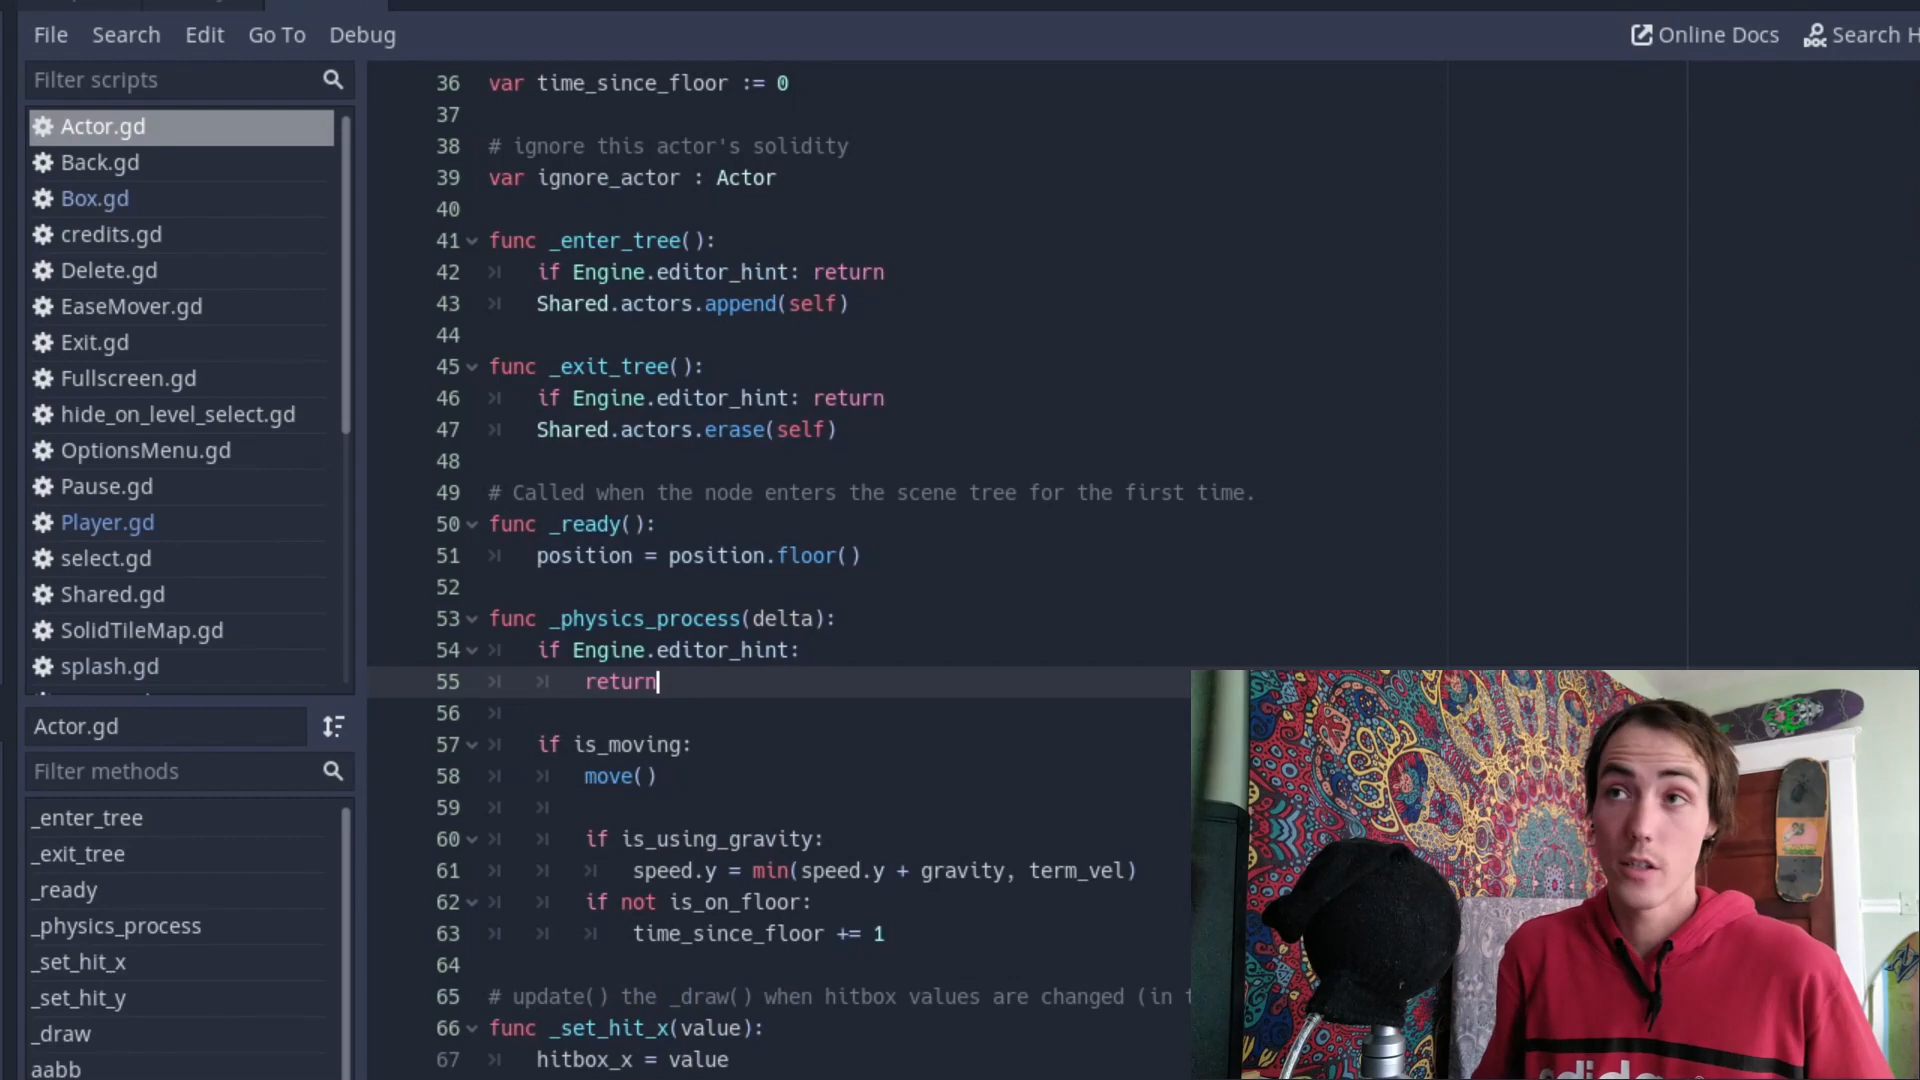 File Search Edit Go To Debug
Online Docs Search H
Filter scripts
Actor.gd
Back.gd
Box.gd
credits.gd
Delete.gd
EaseMover.gd
Exit.gd
Fullscreen.gd
hide_on_level_select.gd
OptionsMenu.gd
Pause.gd
Player.gd
select.gd
Shared.gd
SolidTileMap.gd
splash.gd
Actor.gd
Filter methods
_enter_tree
_exit_tree
_ready
_physics_process
_set_hit_x
_set_hit_y
_draw
aabb
36 var time_since_floor := 0
37
38 # ignore this actor's solidity
39 var ignore_actor : Actor
40
41 func _enter_tree():
42 if Engine.editor_hint: return
43 Shared.actors.append(self)
44
45 func _exit_tree():
46 if Engine.editor_hint: return
47 Shared.actors.erase(self)
48
49 # Called when the node enters the scene tree for the first time.
50 func _ready():
51 position = position.floor()
52
53 func _physics_process(delta):
54 if Engine.editor_hint:
55 return
56
57 if is_moving:
58 move()
59
60 if is_using_gravity:
61 speed.y = min(speed.y + gravity, term_vel)
62 if not is_on_floor:
63 time_since_floor += 1
64
65 # update() the _draw() when hitbox values are changed (in t
66 func _set_hit_x(value):
67 hitbox_x = value
adidas